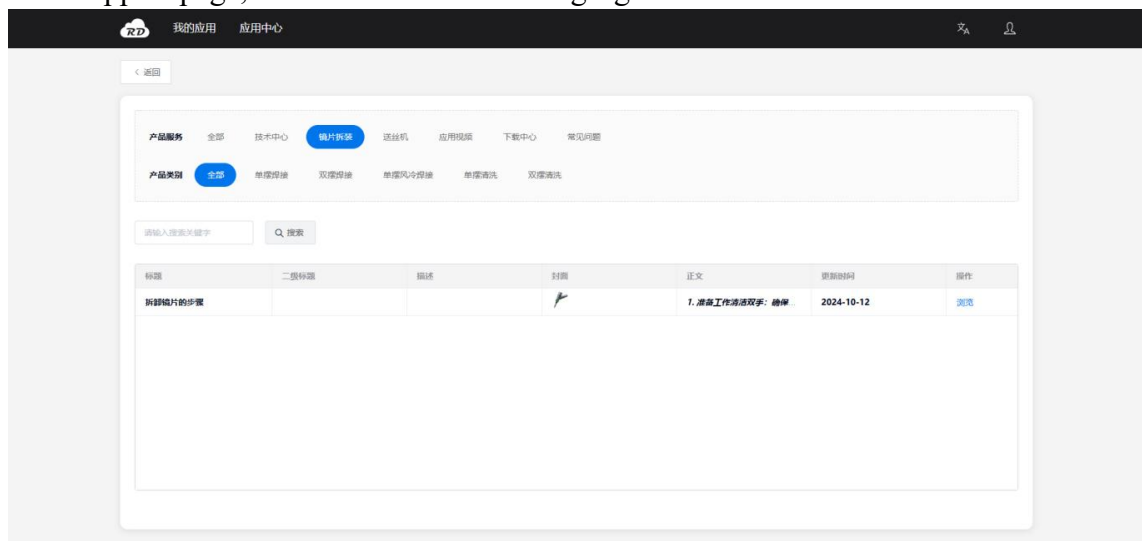 RD 我的应用 应用中心
< 返回
产品服务 全部 技术中心 镜片拆装 送丝机 应用视频 下载中心 常见问题
产品类别 全部 单摆焊接 双摆焊接 单摆风冷焊接 单摆清洗 双摆清洗
请输入搜索关键字 搜索
标题 二级标题 描述 封面 正文 更新时间 操作
拆卸镜片的步骤 1. 准备工作清洁双手：确保... 2024-10-12 浏览